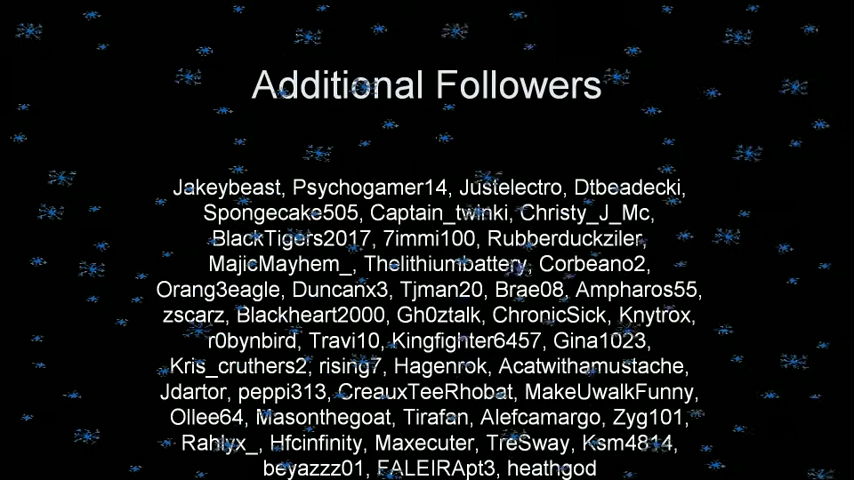 Additional Followers
Jakeybeast, Psychogamer14, Justelectro, Dtbeadecki,
Spongecake505, Captain_twinki, Christy_J_Mc,
BlackTigers2017, 7immi100, Rubberduckziler,
MajicMayhem_, Thelithiumbattery, Corbeano2,
Orang3eagle, Duncanx3, Tjman20, Brae08, Ampharos55,
zscarz, Blackheart2000, Gh0ztalk, ChronicSick, Knytrox,
r0bynbird, Travi10, Kingfighter6457, Gina1023,
Kris_cruthers2, rising7, Hagenrok, Acatwithamustache,
Jdartor, peppi313, CreauxTeeRhobat, MakeUwalkFunny,
Ollee64, Masonthegoat, Tirafan, Alefcamargo, Zyg101,
Rahlyx_, Hfcinfinity, Maxecuter, TreSway, Ksm4814,
beyazzz01, FALEIRApt3, heathgod